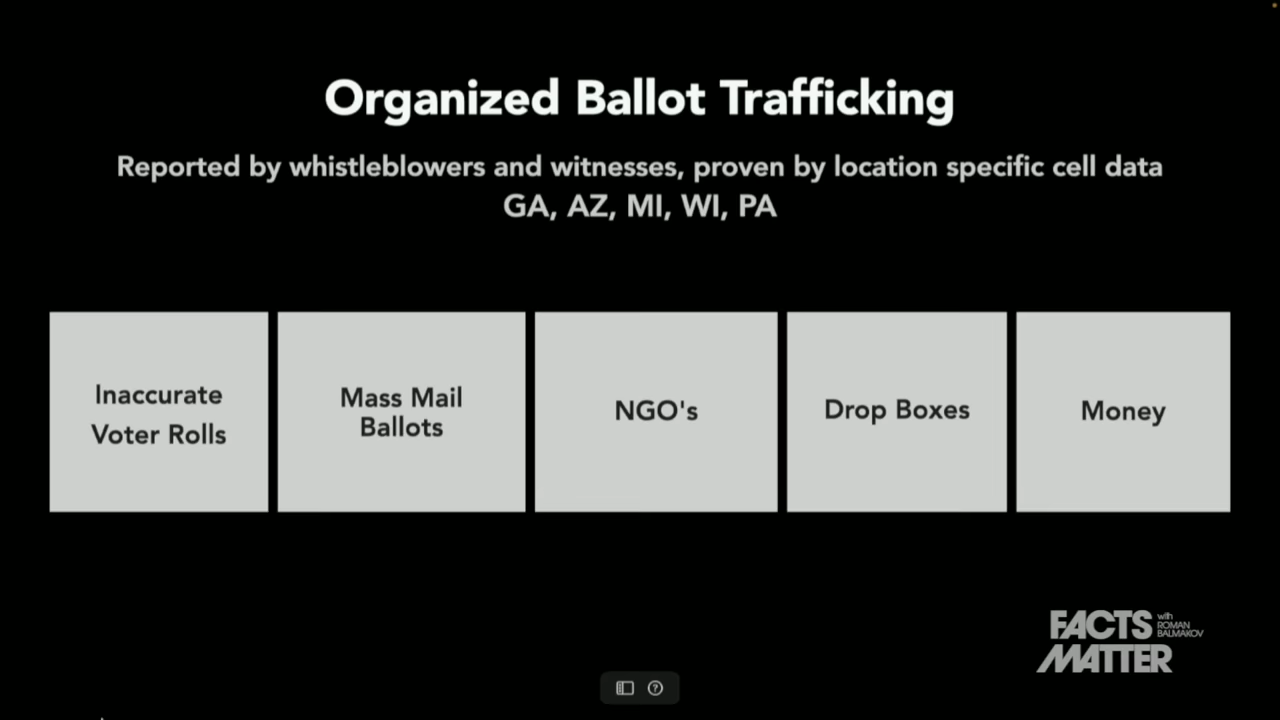 Organized Ballot Trafficking
Reported by whistleblowers and witnesses, proven by location specific cell data
GA, AZ, MI, WI, PA
Inaccurate
Voter Rolls
Mass Mail
Ballots
NGO's
Drop Boxes
Money
FACTS with ROMAN BALMAKOV
MATTER